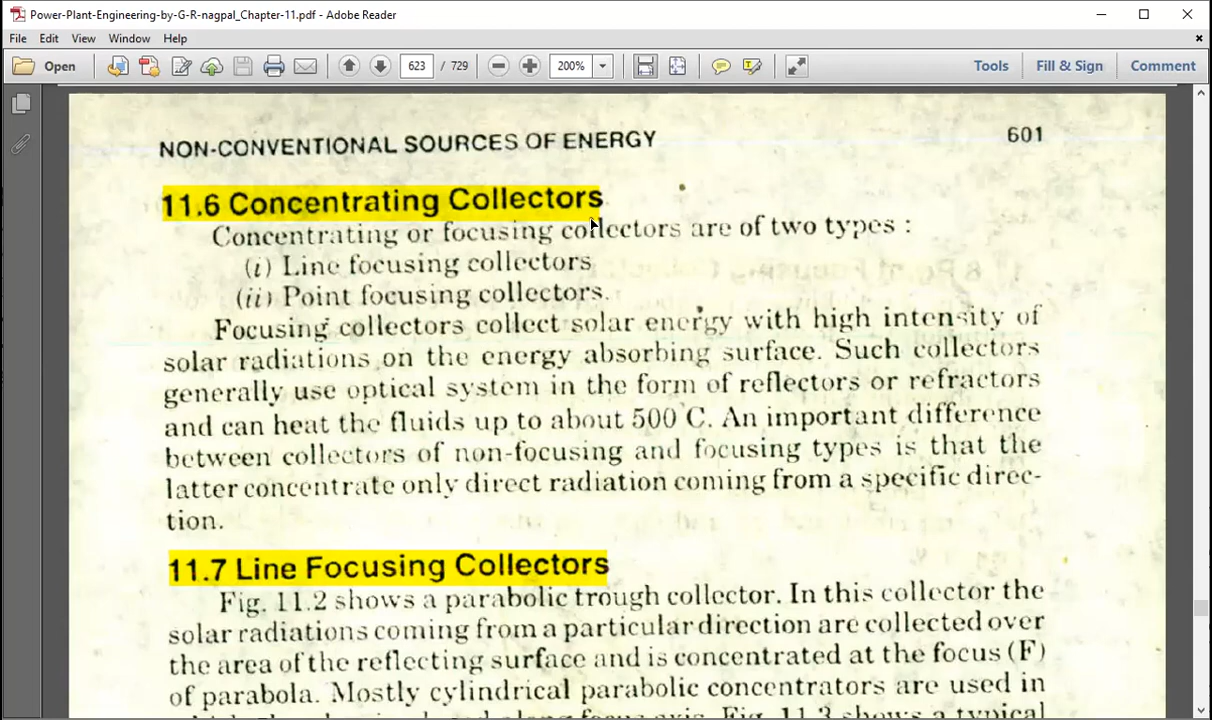 Power-Plant-Engineering-by-G-R-nagpal_Chapter-11.pdf - Adobe Reader
File Edit View Window Help
Open 623 / 729 200% Tools Fill & Sign Comment
NON-CONVENTIONAL SOURCES OF ENERGY 601
11.6 Concentrating Collectors
Concentrating or focusing collectors are of two types :
(i) Line focusing collectors
(ii) Point focusing collectors.
Focusing collectors collect solar energy with high intensity of
solar radiations on the energy absorbing surface. Such collectors
generally use optical system in the form of reflectors or refractors
and can heat the fluids up to about 500°C. An important difference
between collectors of non-focusing and focusing types is that the
latter concentrate only direct radiation coming from a specific direc-
tion.
11.7 Line Focusing Collectors
Fig. 11.2 shows a parabolic trough collector. In this collector the
solar radiations coming from a particular direction are collected over
the area of the reflecting surface and is concentrated at the focus (F)
of parabola. Mostly cylindrical parabolic concentrators are used in
focus axis. Fig. 11.3 shows a typical